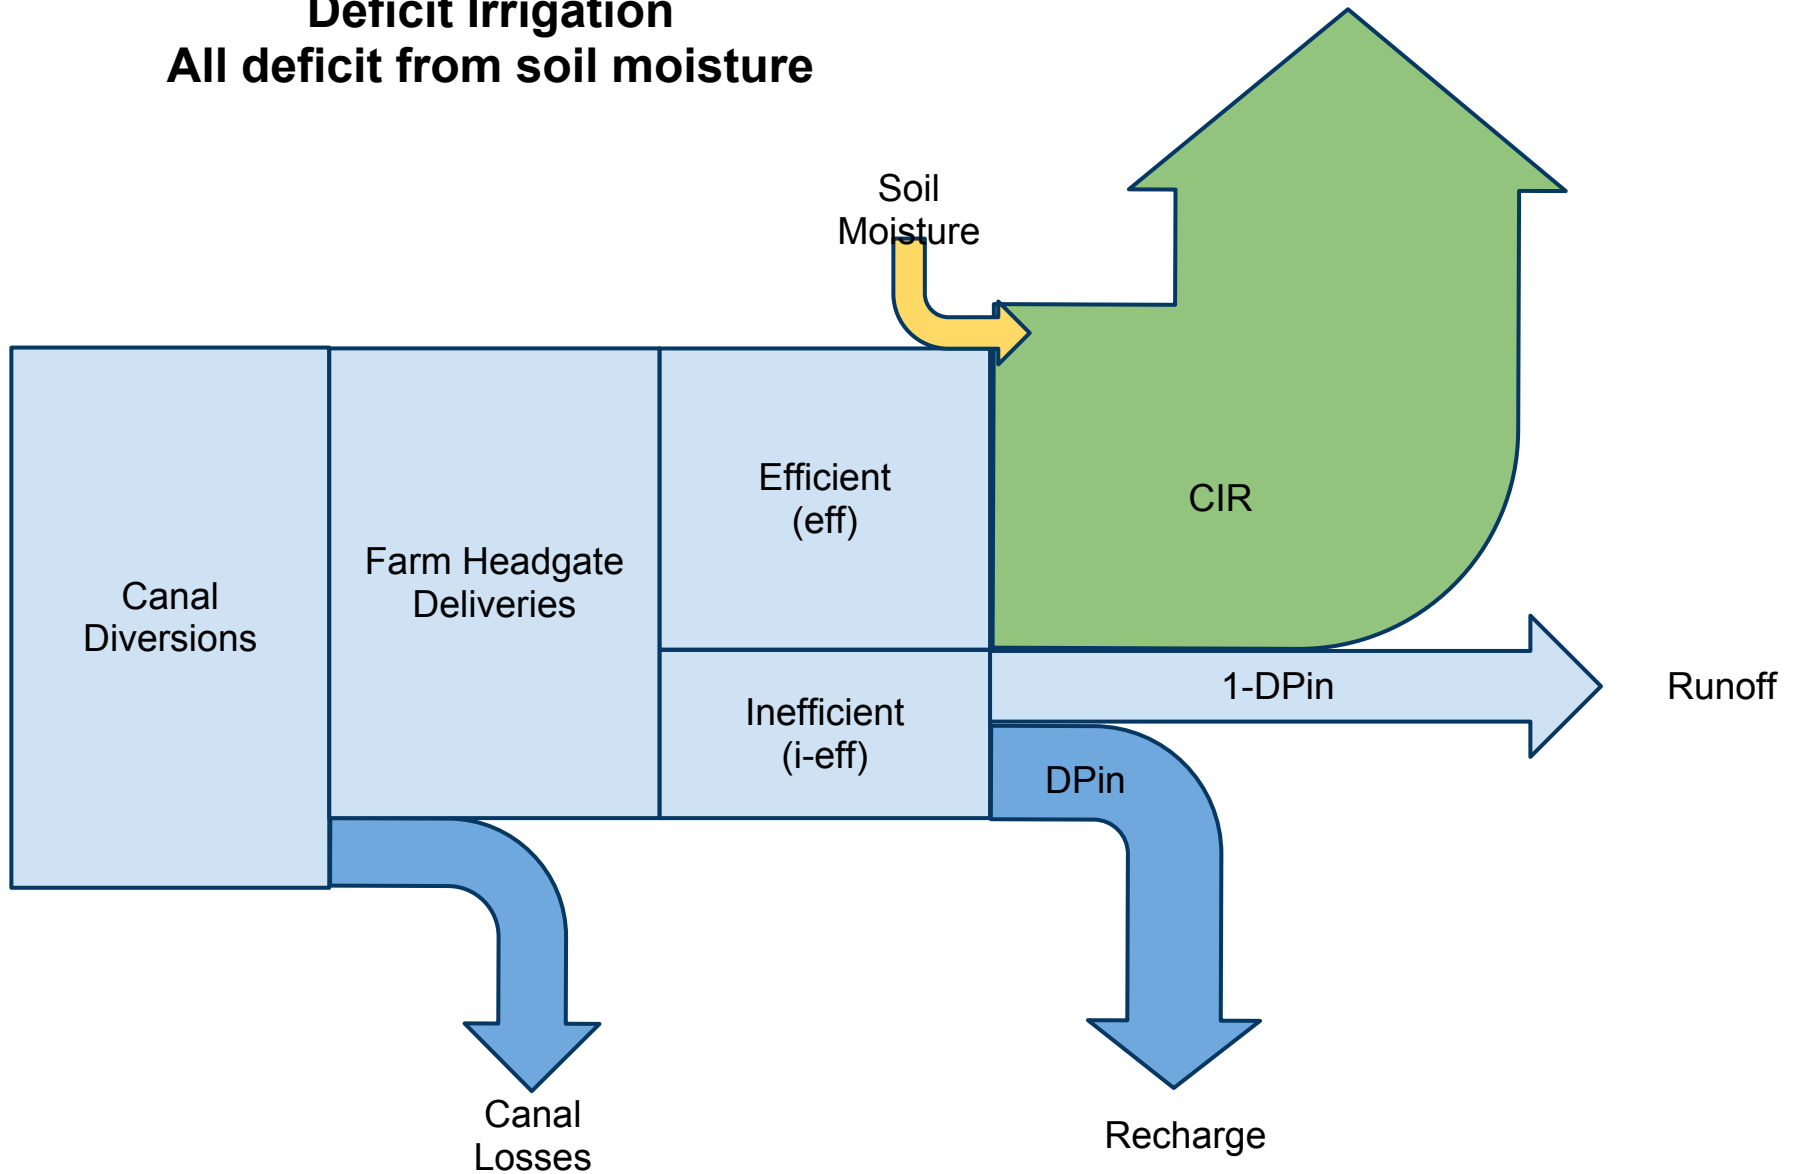 Deficit Irrigation
All deficit from soil moisture
Soil
Moisture
Efficient
(eff)
CIR
Farm Headgate
Deliveries
Canal
Diversions
1-DPin
Runoff
Inefficient
(i-eff)
DPin
Canal
Losses
Recharge